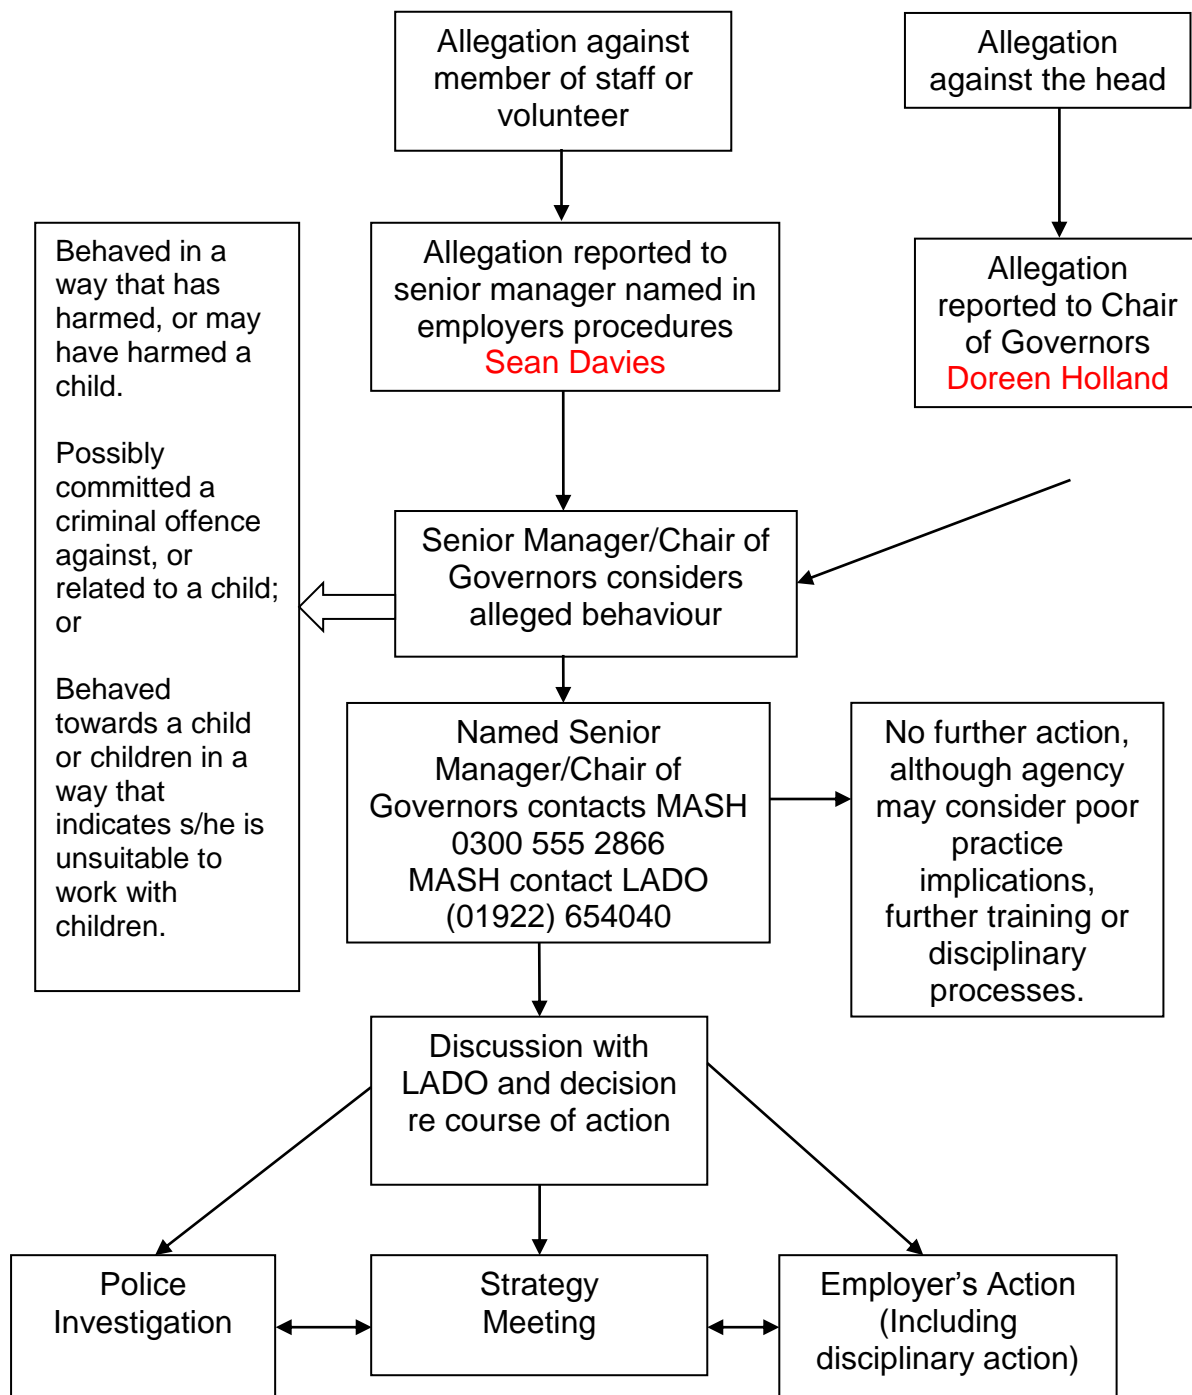 Allegation against
member of staff or
volunteer
Allegation
against the head
Behaved in a
way that has
harmed, or may
have harmed a
child.
Possibly
committed a
criminal offence
against, or
related to a child;
or
Behaved
towards a child
or children in a
way that
indicates s/he is
unsuitable to
work with
children.
Allegation reported to
senior manager named in
employers procedures
Sean Davies
Allegation
reported to Chair
of Governors
Doreen Holland
Senior Manager/Chair of
Governors considers
alleged behaviour
Named Senior
Manager/Chair of
Governors contacts MASH
0300 555 2866
MASH contact LADO
(01922) 654040
No further action,
although agency
may consider poor
practice
implications,
further training or
disciplinary
processes.
Discussion with
LADO and decision
re course of action
Police
Investigation
Strategy
Meeting
Employer’s Action
(Including
disciplinary action)